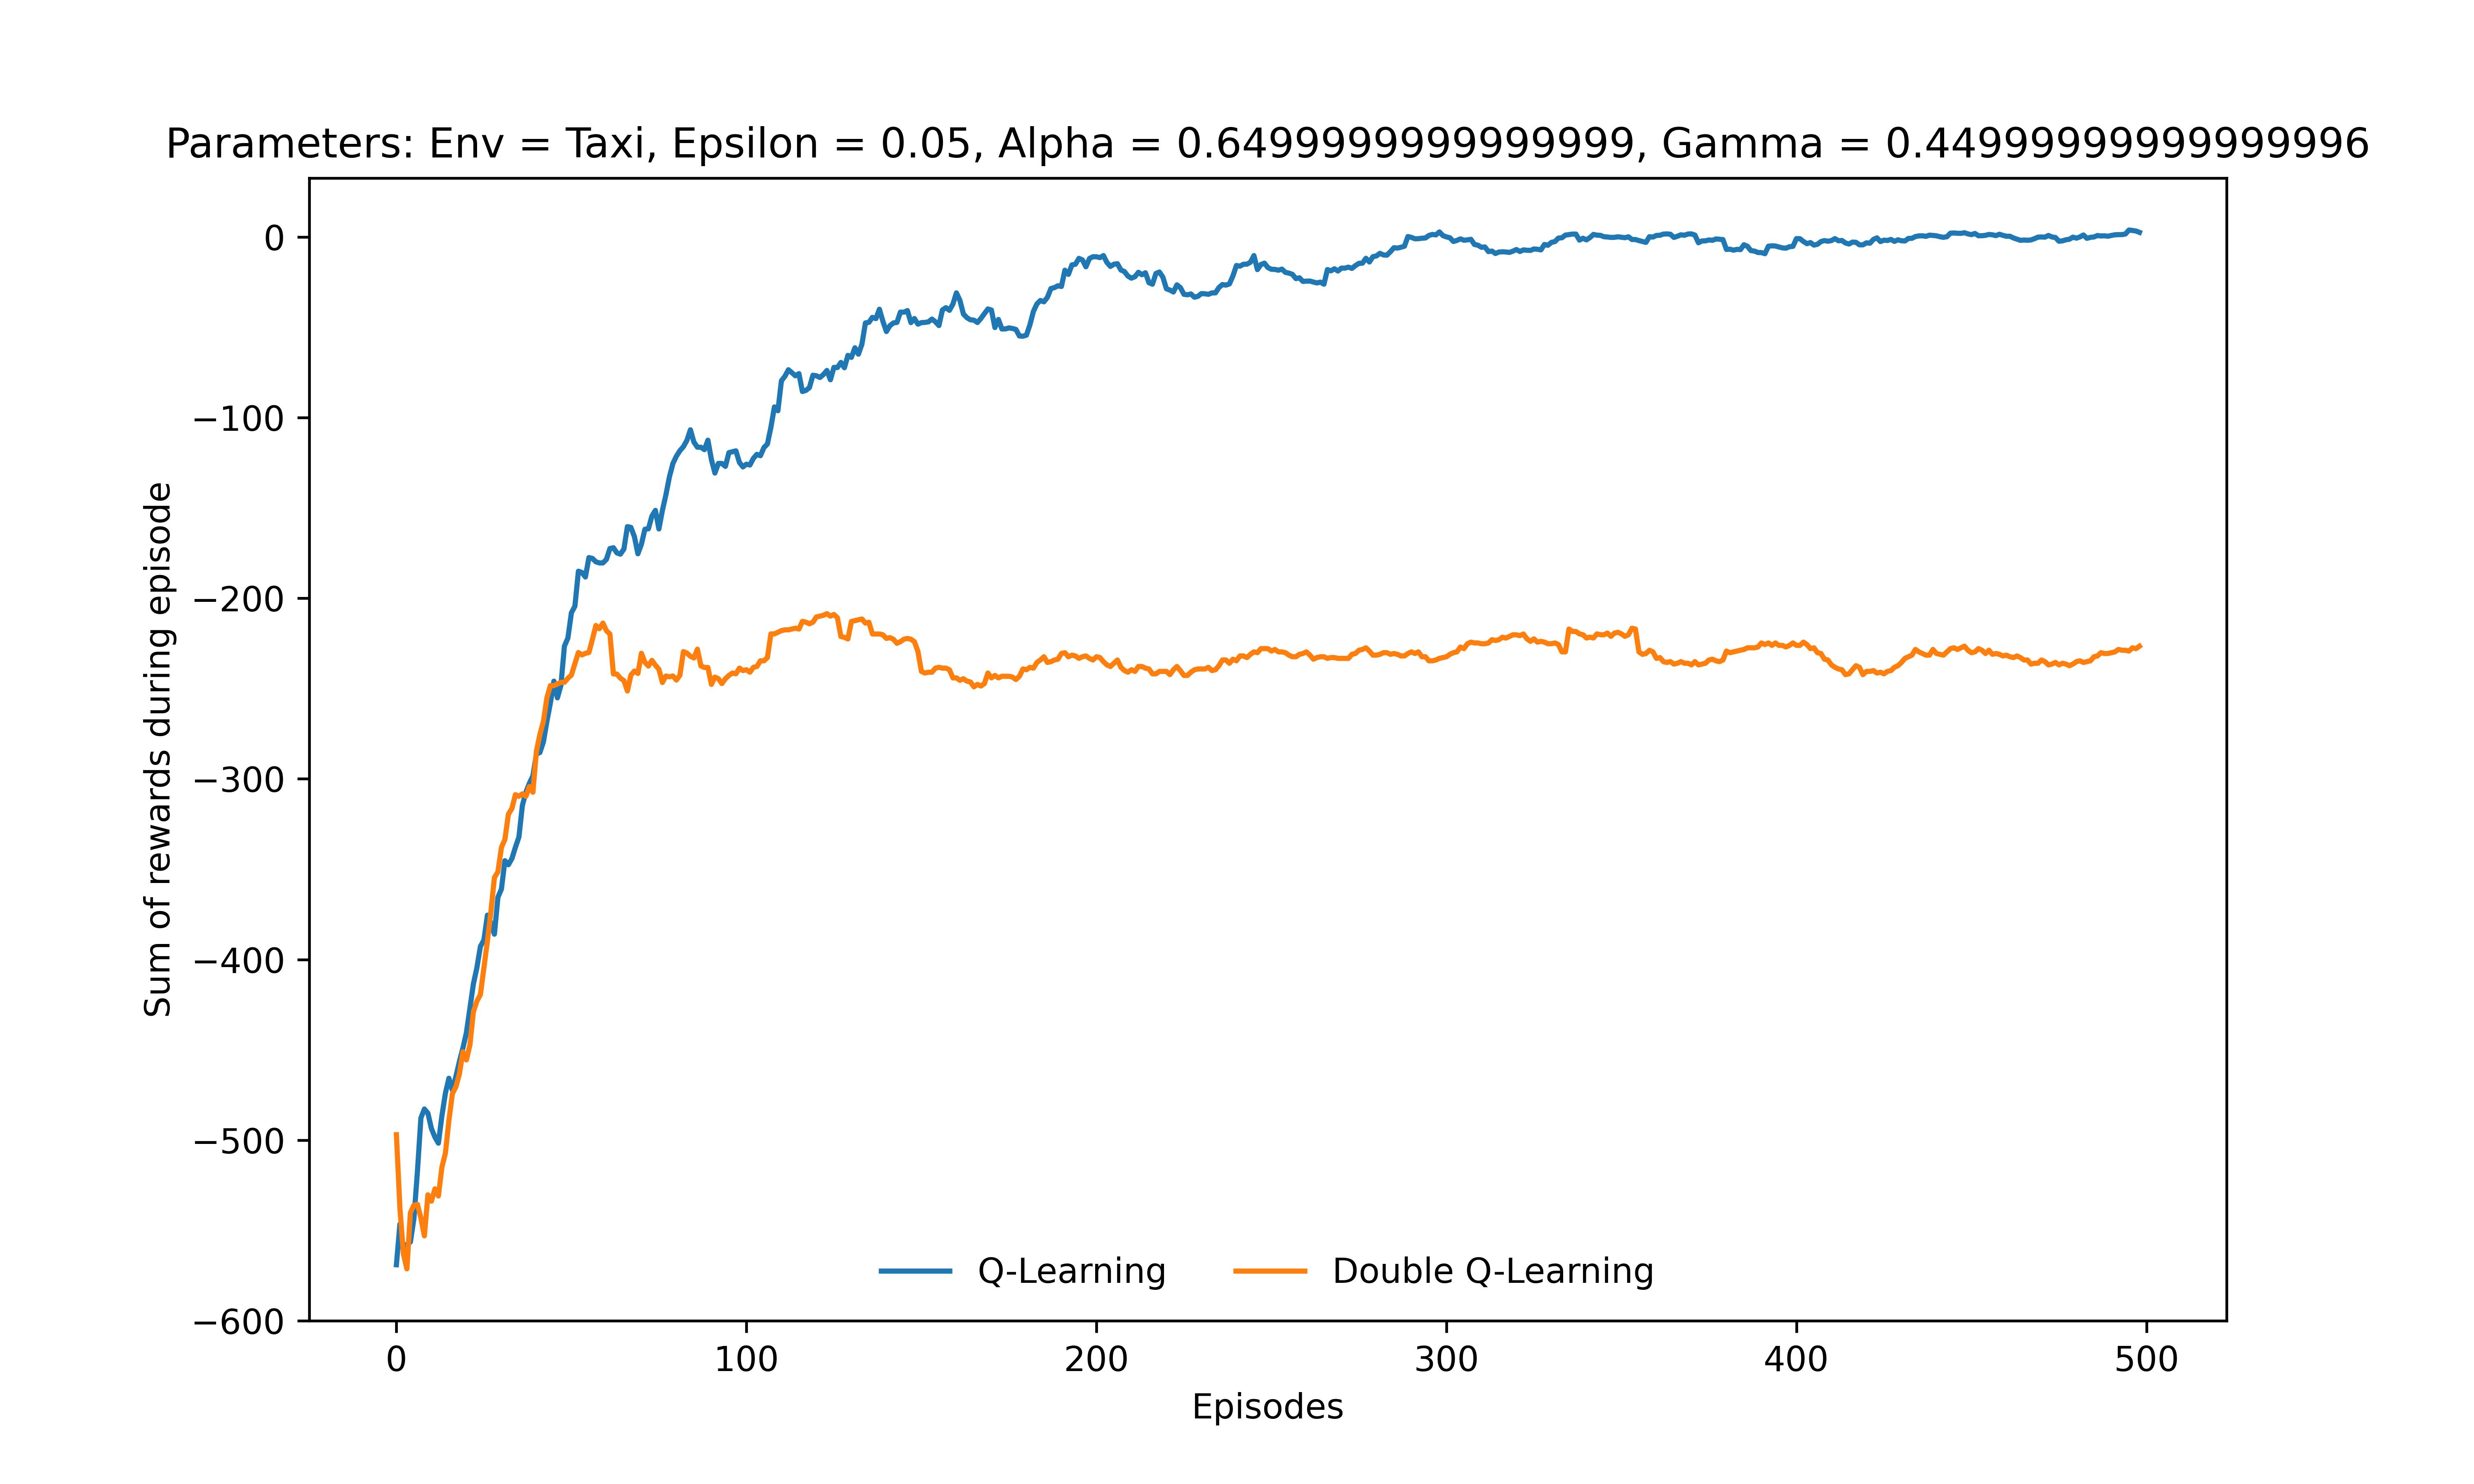 Parameters: Env = Taxi, Epsilon = 0.05, Alpha = 0.6499999999999999, Gamma = 0.44999999999999996
0
−100
−200
−300
−400
−500
−600
Sum of rewards during episode
Q-Learning
Double Q-Learning
0
100
200
300
400
500
Episodes